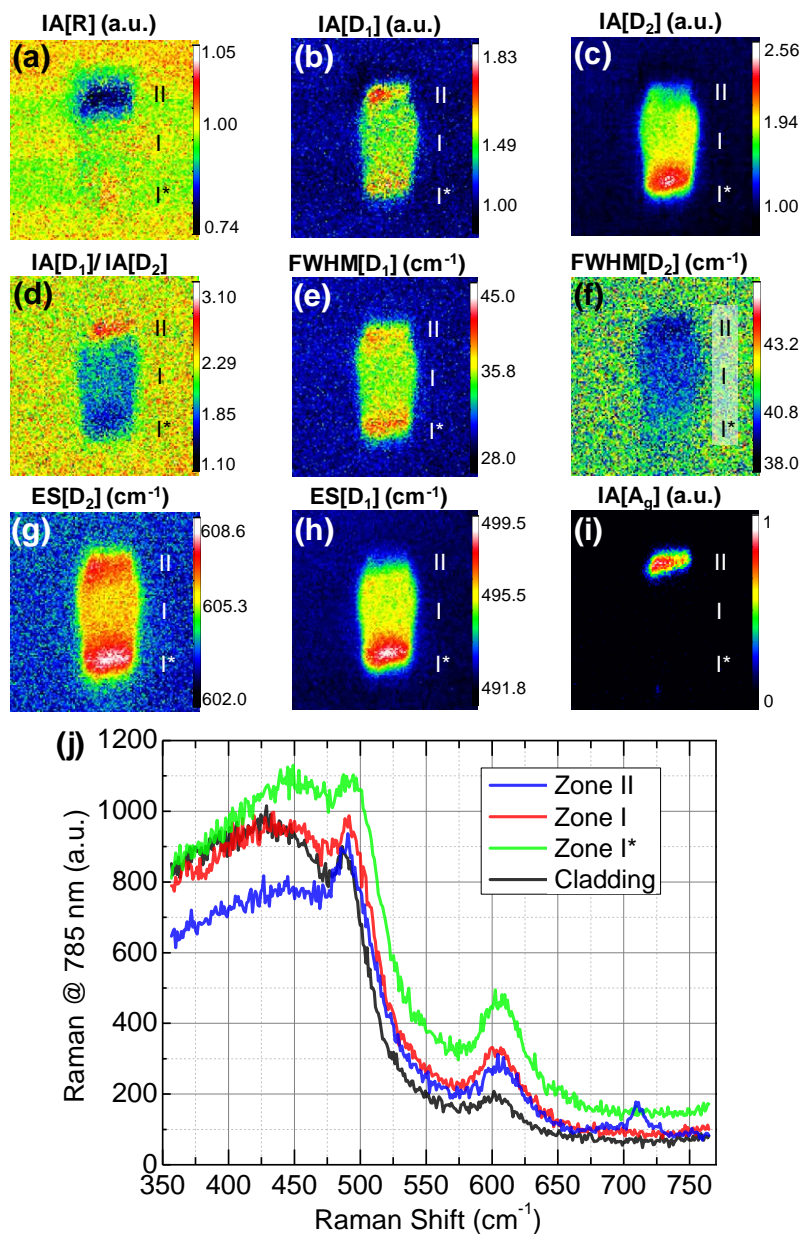 IA[R] (a.u.) IA[D₁] (a.u.) IA[D₂] (a.u.)
(a) II I I* 1.05 1.00 0.74
(b) II I I* 1.83 1.49 1.00
(c) II I I* 2.56 1.94 1.00
IA[D₁]/ IA[D₂] FWHM[D₁] (cm⁻¹) FWHM[D₂] (cm⁻¹)
(d) II I I* 3.10 2.29 1.85 1.10
(e) II I I* 45.0 35.8 28.0
(f) II I I* 43.2 40.8 38.0
ES[D₂] (cm⁻¹) ES[D₁] (cm⁻¹) IA[A_g] (a.u.)
(g) II I I* 608.6 605.3 602.0
(h) II I I* 499.5 495.5 491.8
(i) II I I* 1 0
(j)
Raman @ 785 nm (a.u.)
1200
1000
800
600
400
200
0
Zone II
Zone I
Zone I*
Cladding
350 400 450 500 550 600 650 700 750
Raman Shift (cm⁻¹)